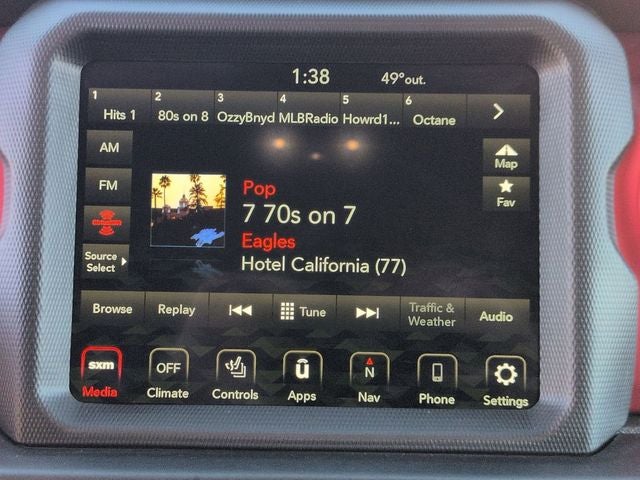 1:38 49°out.
1 2 3 4 5 6
Hits 1 80s on 8 OzzyBnyd MLBRadio Howrd1... Octane
AM
FM
Source
Select
Map
Fav
Pop
7 70s on 7
Eagles
Hotel California (77)
Browse Replay Tune Traffic &
Weather Audio
sxm OFF ū N
Media Climate Controls Apps Nav Phone Settings